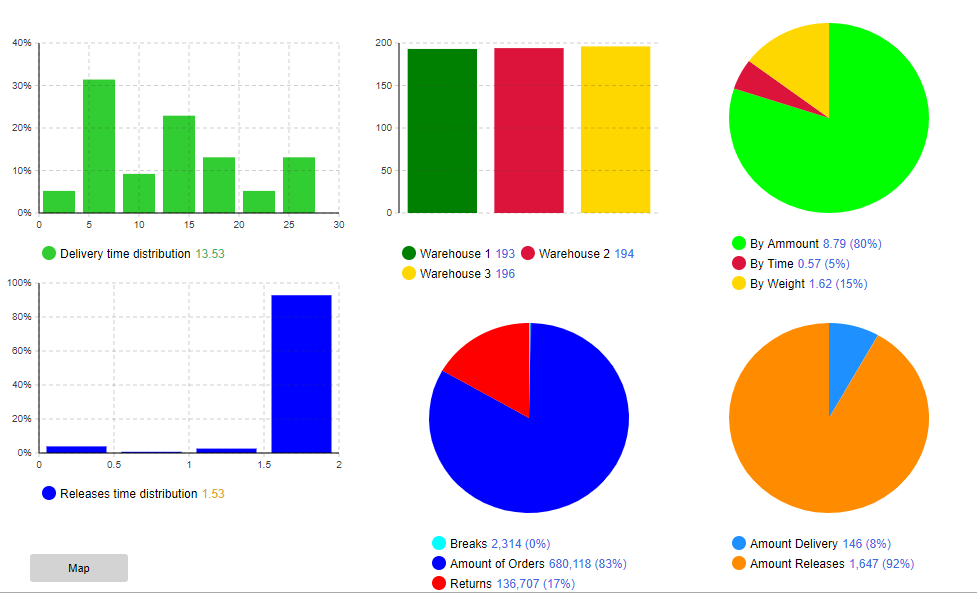 40%
30%
20%
10%
0%
0 5 10 15 20 25 30
Delivery time distribution 13.53
200
150
100
50
0
Warehouse 1 193 Warehouse 2 194
Warehouse 3 196
By Ammount 8.79 (80%)
By Time 0.57 (5%)
By Weight 1.62 (15%)
100%
80%
60%
40%
20%
0%
0 0.5 1 1.5 2
Releases time distribution 1.53
Breaks 2,314 (0%)
Amount of Orders 680,118 (83%)
Returns 136,707 (17%)
Amount Delivery 146 (8%)
Amount Releases 1,647 (92%)
Map